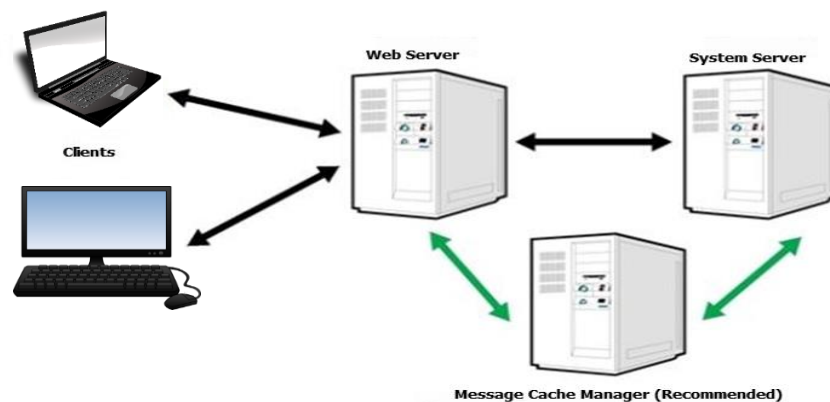 Web Server
System Server
Clients
Message Cache Manager (Recommended)